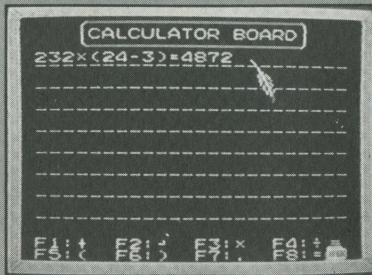 CALCULATOR BOARD
232×(24-3)=4872
F1:+ F2:- F3:× F4:÷
F5:( F6:) F7:. F8:=